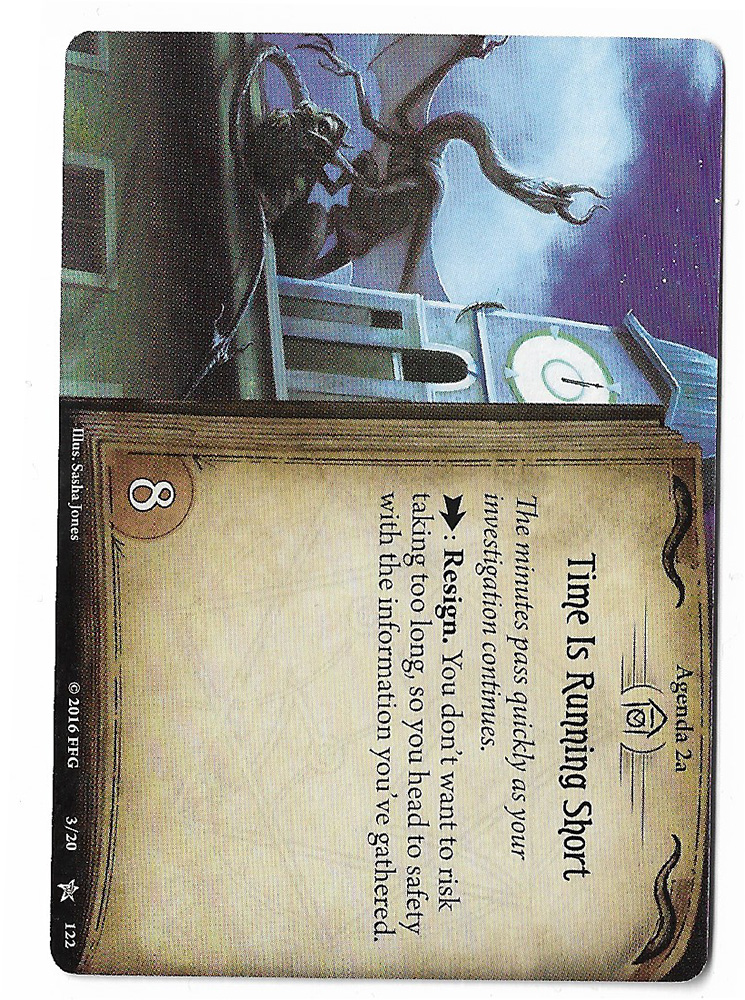 Agenda 2a
Time Is Running Short
The minutes pass quickly as your
investigation continues.
: Resign. You don't want to risk
taking too long, so you head to safety
with the information you've gathered.
8
Illus. Sasha Jones
© 2016 FFG
3/20
122